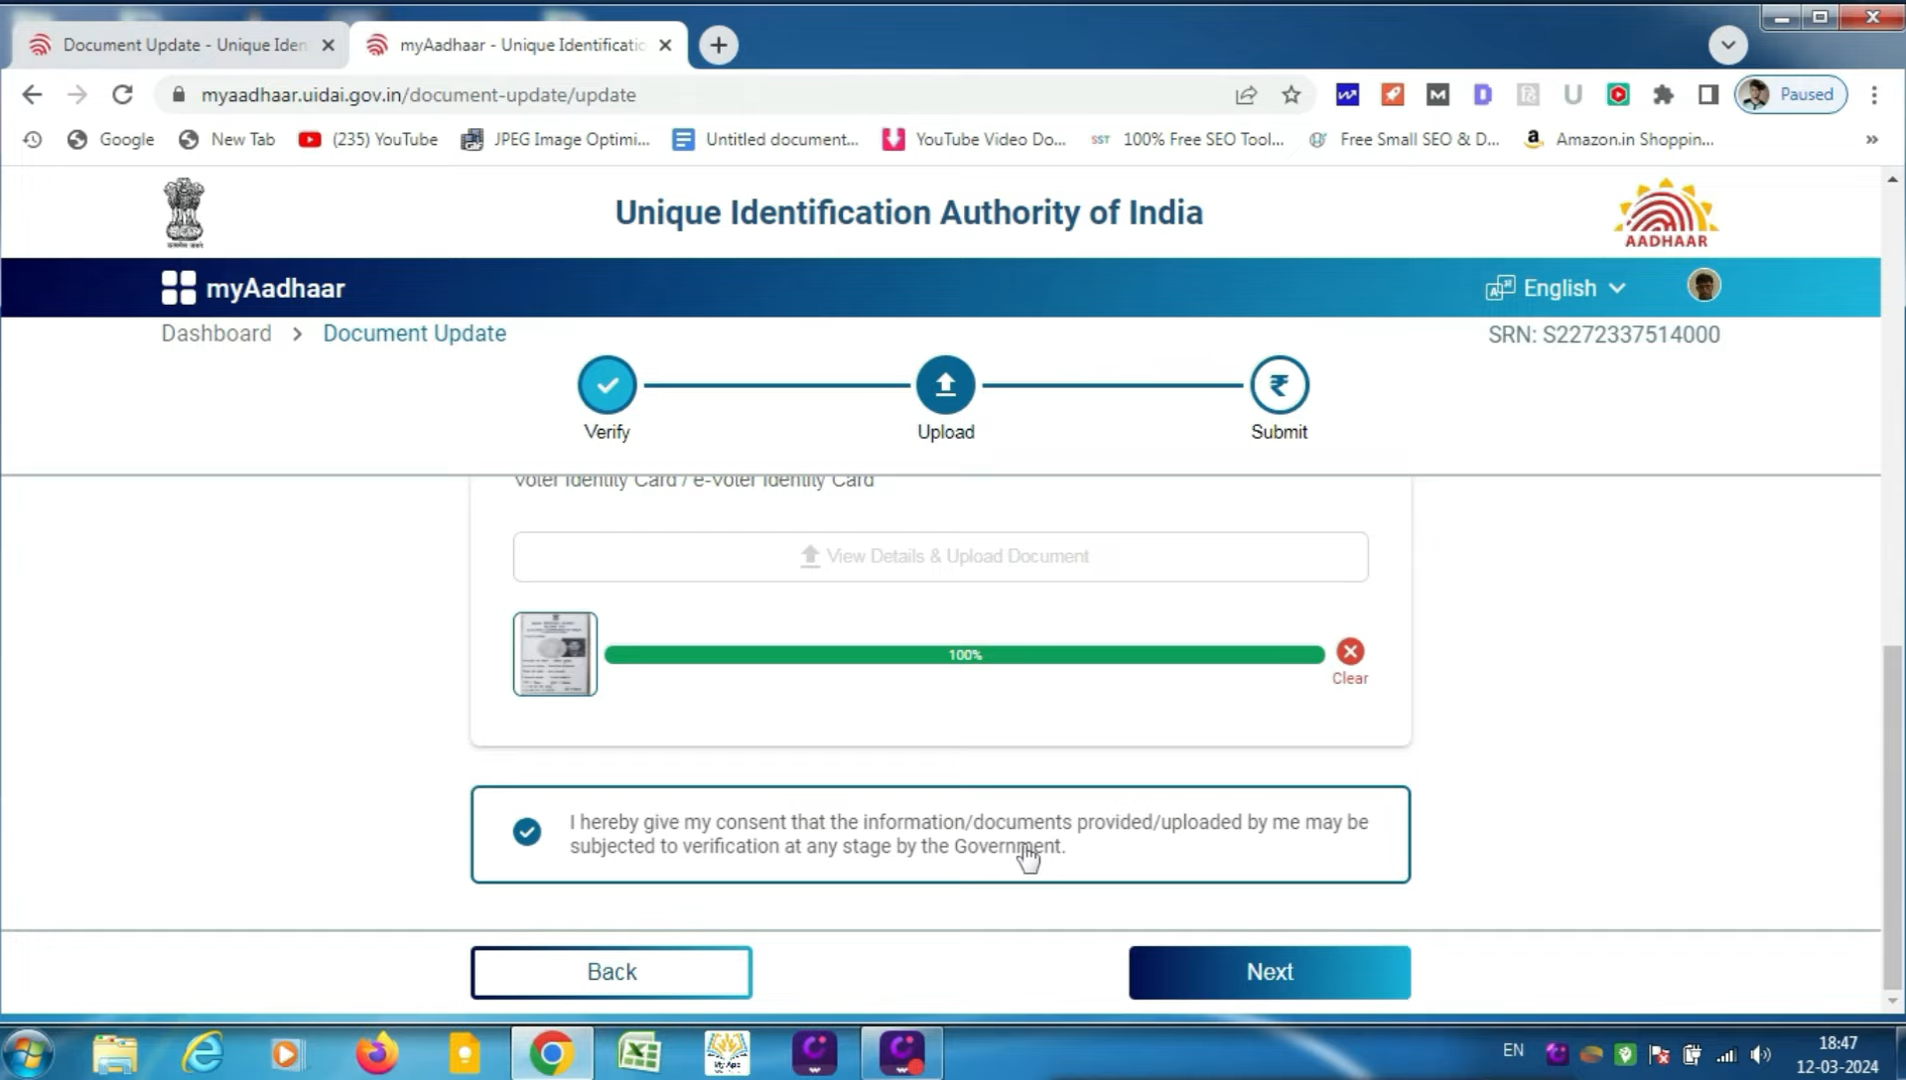 Document Update - Unique Iden
myAadhaar - Unique Identificatic
myaadhaar.uidai.gov.in/document-update/update
Paused
Google
New Tab
(235) YouTube
JPEG Image Optimi...
Untitled document...
YouTube Video Do...
SST
100% Free SEO Tool...
Free Small SEO & D...
Amazon.in Shoppin...
Unique Identification Authority of India
AADHAAR
myAadhaar
English
Dashboard > Document Update
SRN: S2272337514000
Verify
Upload
₹
Submit
Voter Identity Card / e-Voter Identity Card
View Details & Upload Document
100%
Clear
I hereby give my consent that the information/documents provided/uploaded by me may be
subjected to verification at any stage by the Government.
Back
Next
My App
EN
18:47
12-03-2024